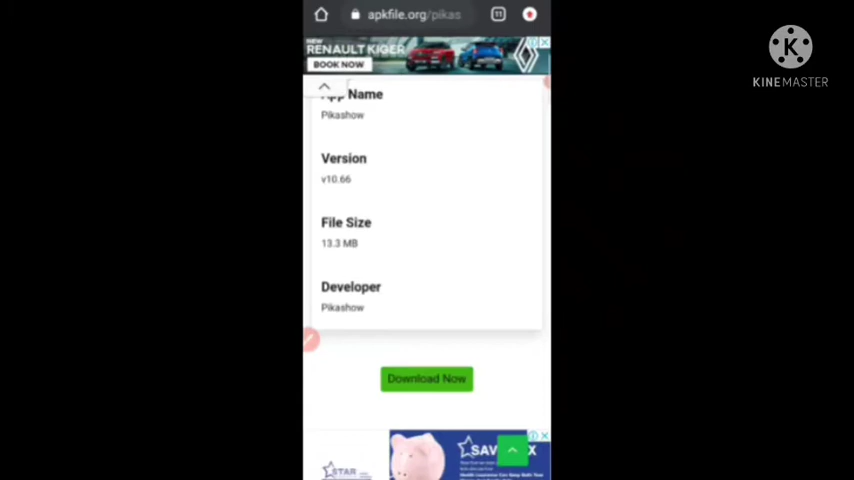 apkfile.org/pikas
11
NEW
RENAULT KIGER
BOOK NOW
App Name
Pikashow
Version
v10.66
File Size
13.3 MB
Developer
Pikashow
Download Now
STAR
SAV
X
KINEMASTER